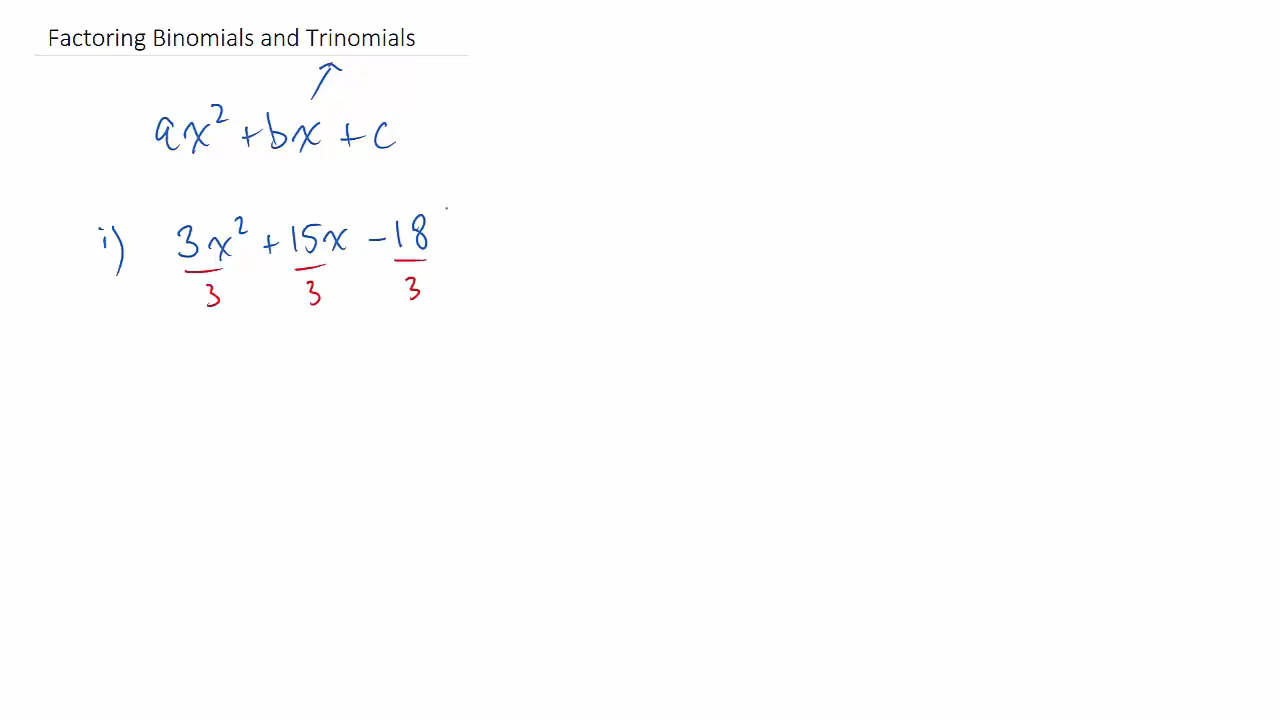 Factoring Binomials and Trinomials
ax² + bx + c
i) 3x² + 15x - 18
3 3 3